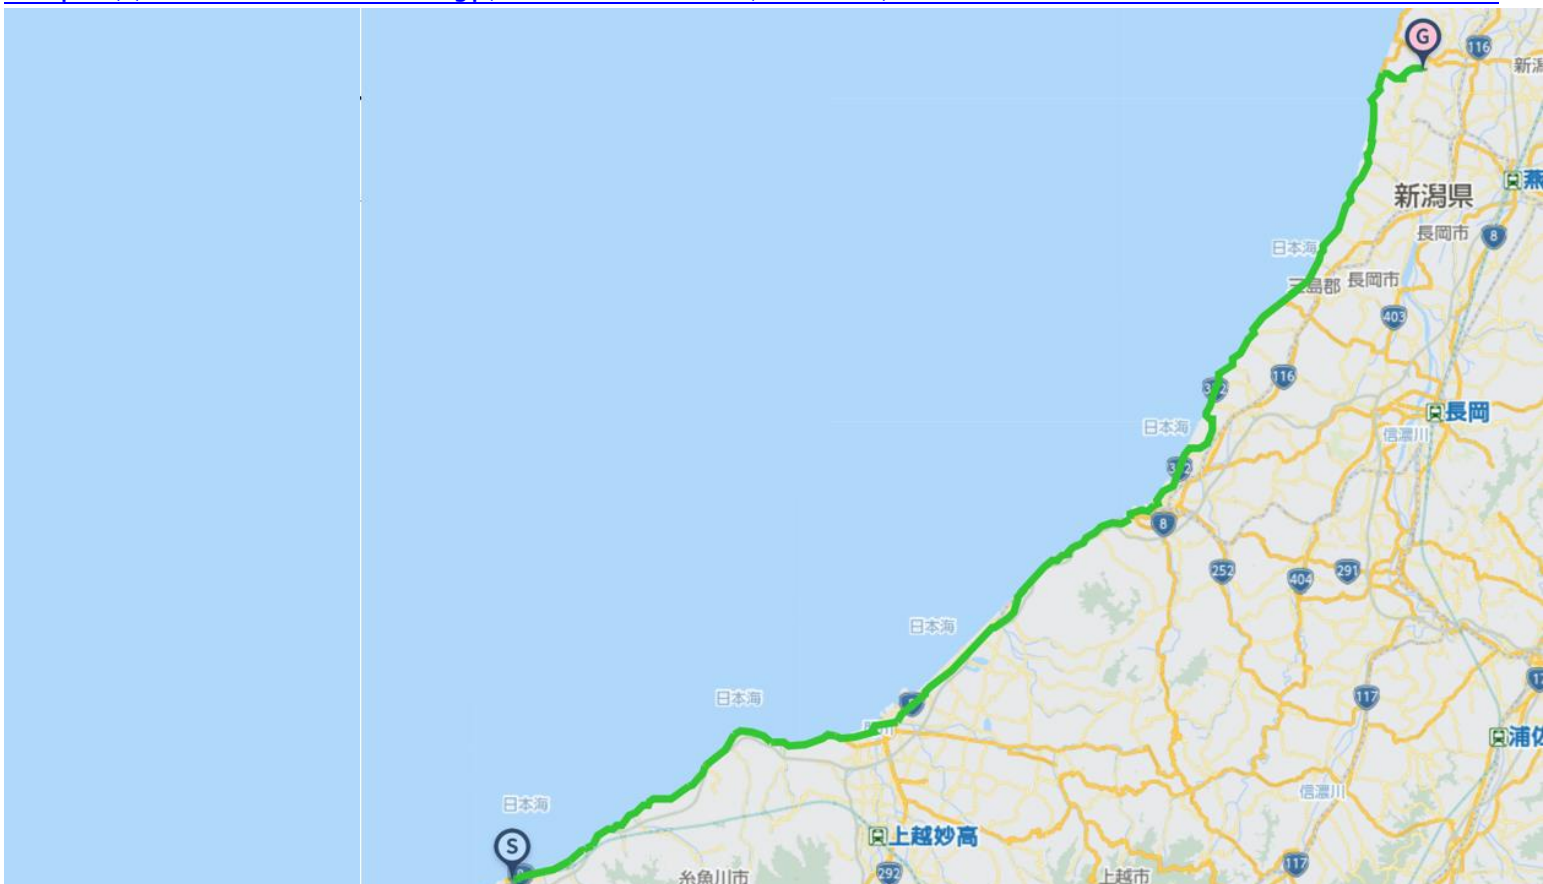 G
116
新潟
燕
新潟県
長岡市
8
日本海
三島郡
長岡市
403
116
長岡
日本海
信濃川
8
252
404
291
日本海
117
日本海
浦佐
信濃川
日本海
S
上越妙高
糸魚川市
292
上越市
117